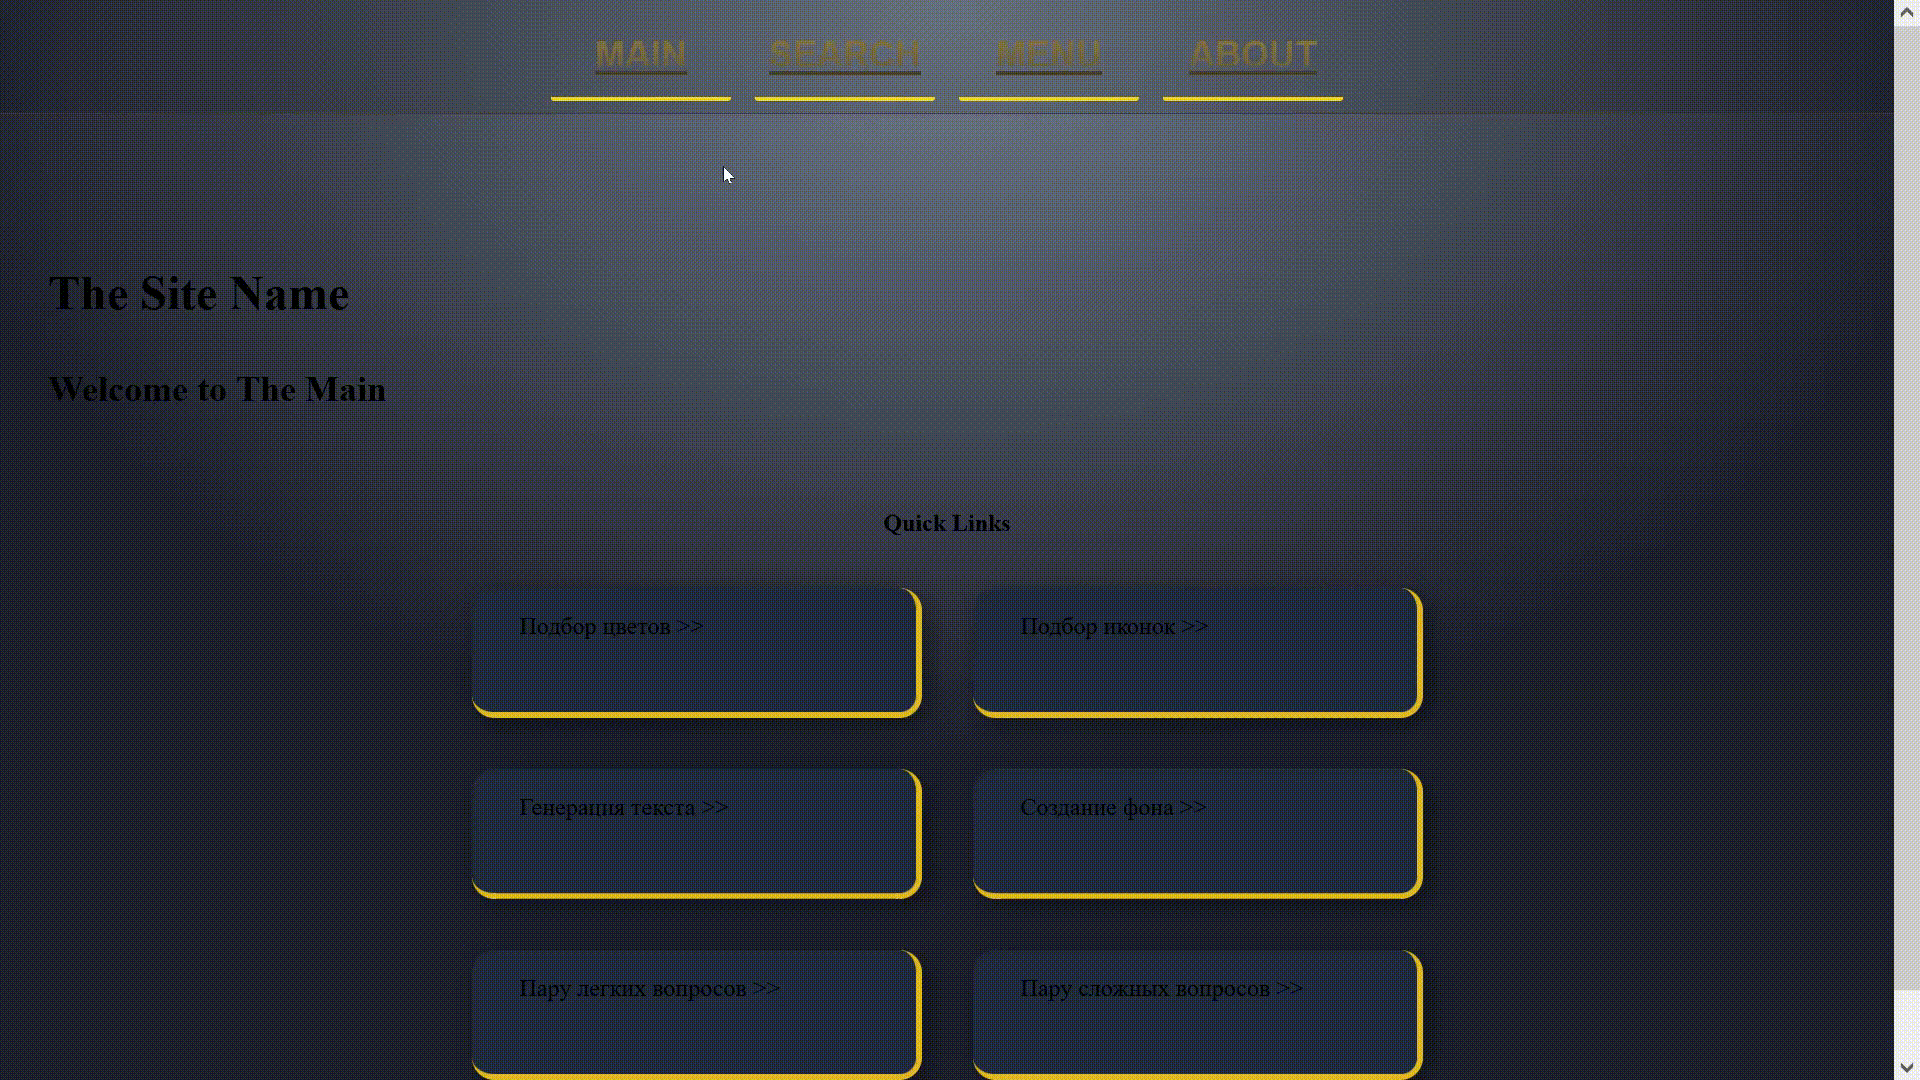 MAIN SEARCH MENU ABOUT
The Site Name
Welcome to The Main
Quick Links
Подбор цветов >>
Подбор иконок >>
Генерация текста >>
Создание фона >>
Пару легких вопросов >>
Пару сложных вопросов >>